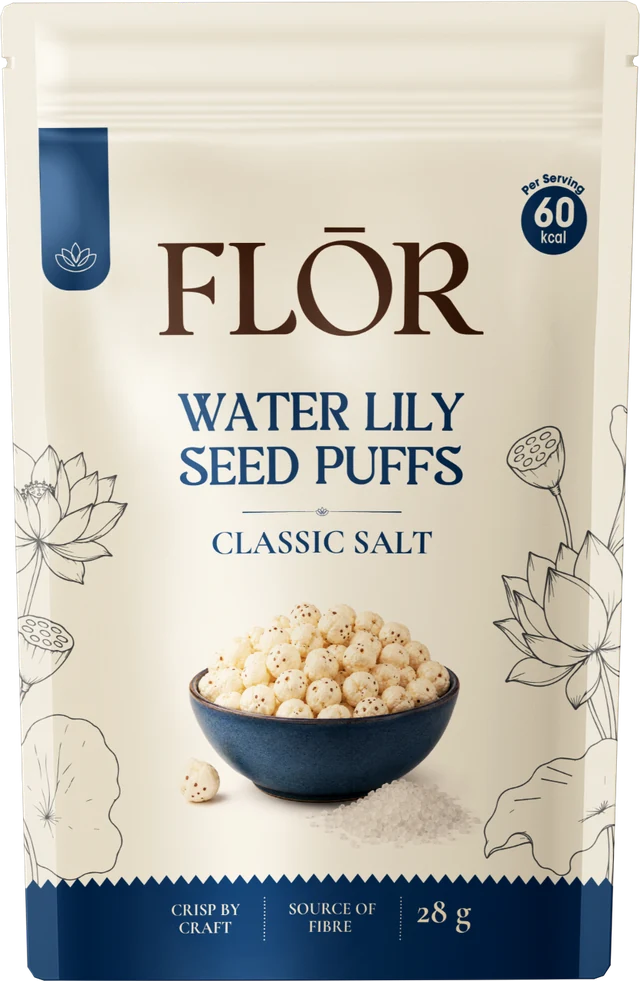 Per Serving
60
kcal
FLŌR
WATER LILY
SEED PUFFS
CLASSIC SALT
CRISP BY
CRAFT
SOURCE OF
FIBRE
28 g